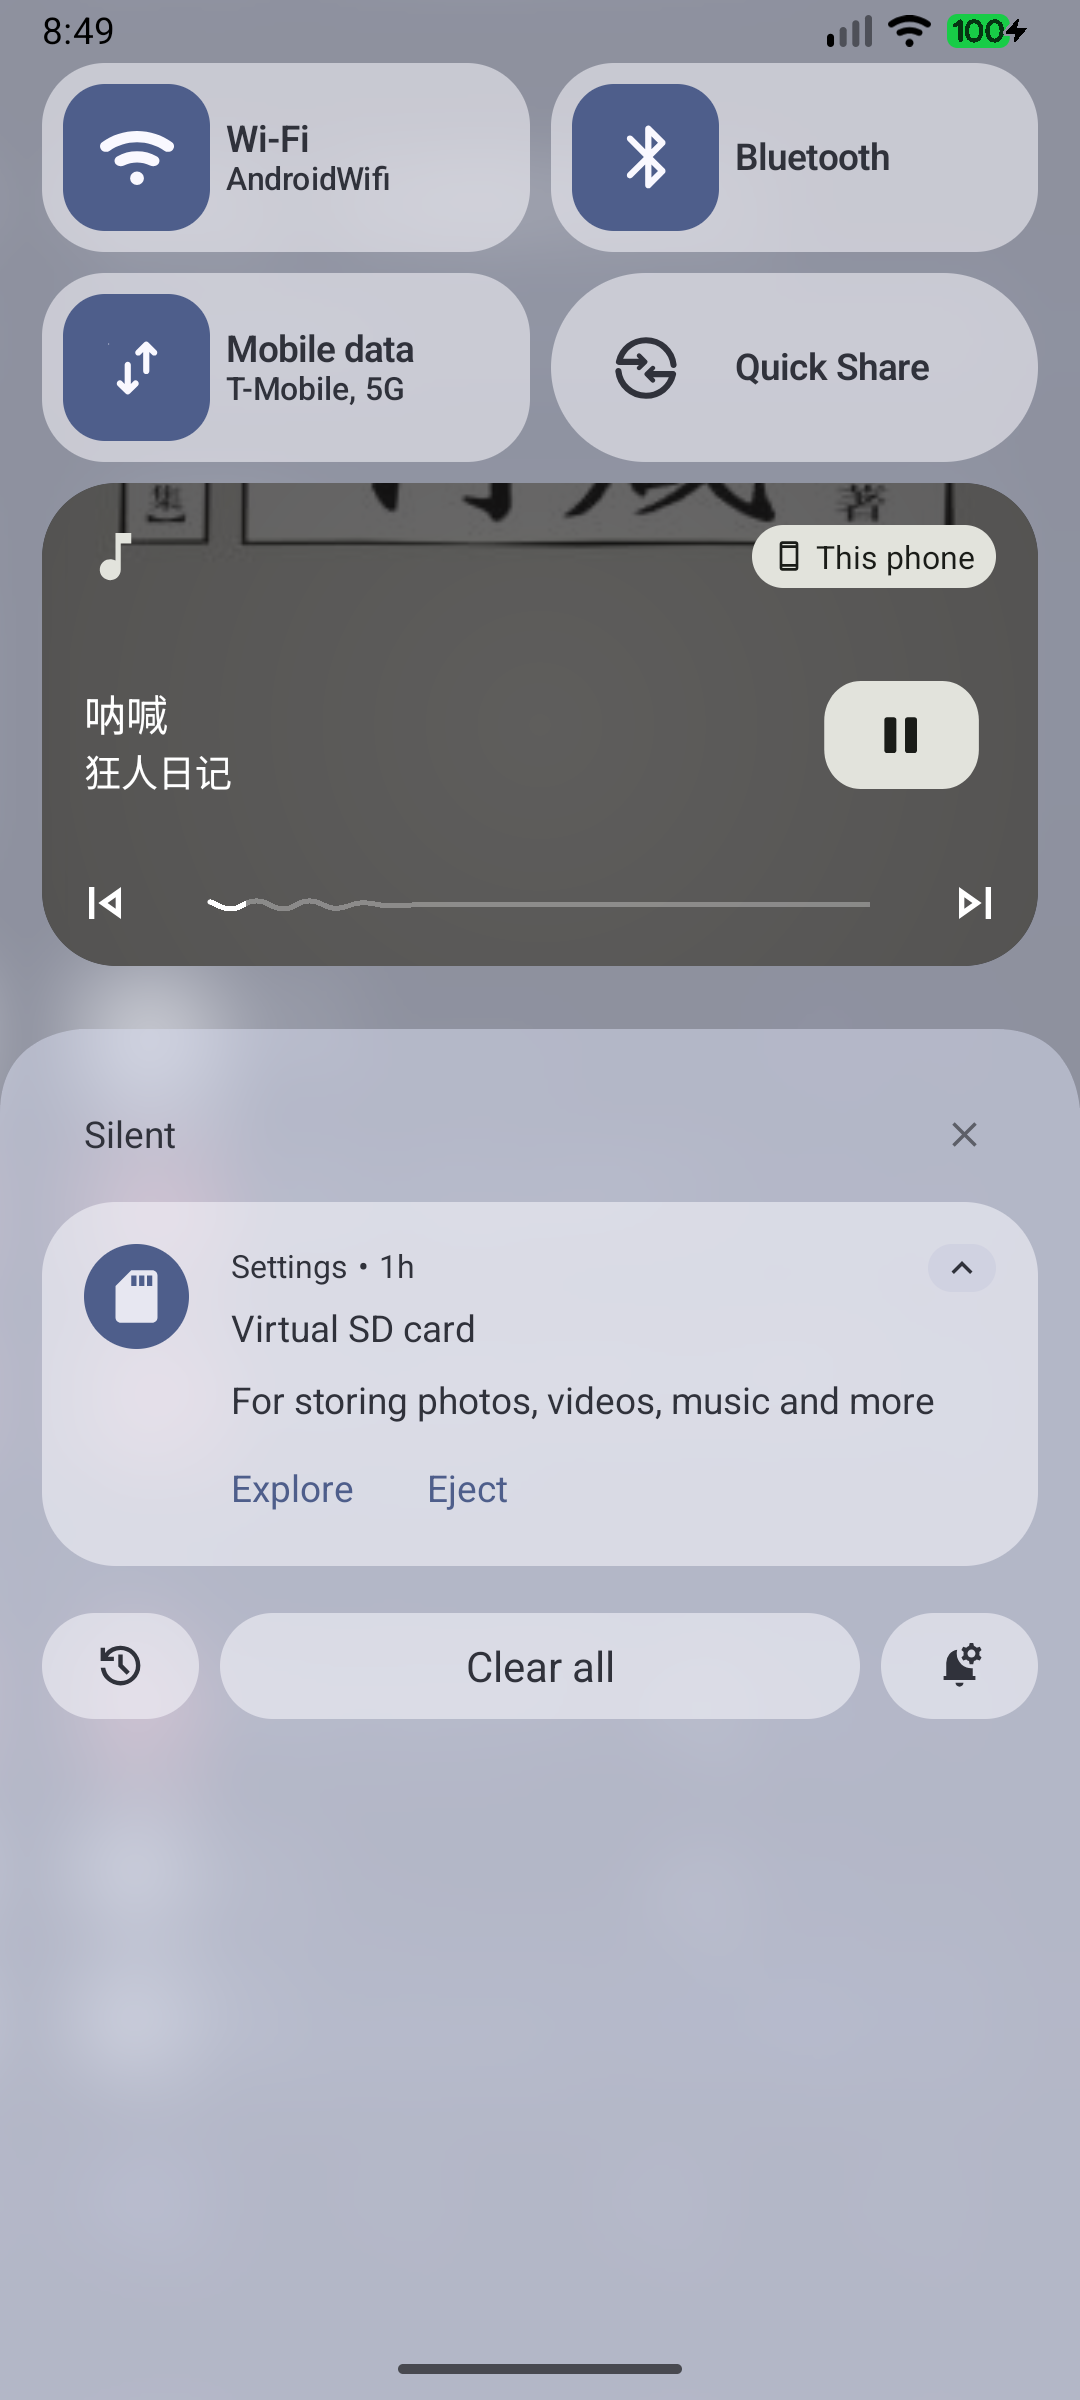 8:49
100
Wi-Fi
AndroidWifi
Bluetooth
Mobile data
T-Mobile, 5G
Quick Share
集
著
This phone
呐喊
狂人日记
Silent
Settings • 1h
Virtual SD card
For storing photos, videos, music and more
Explore
Eject
Clear all